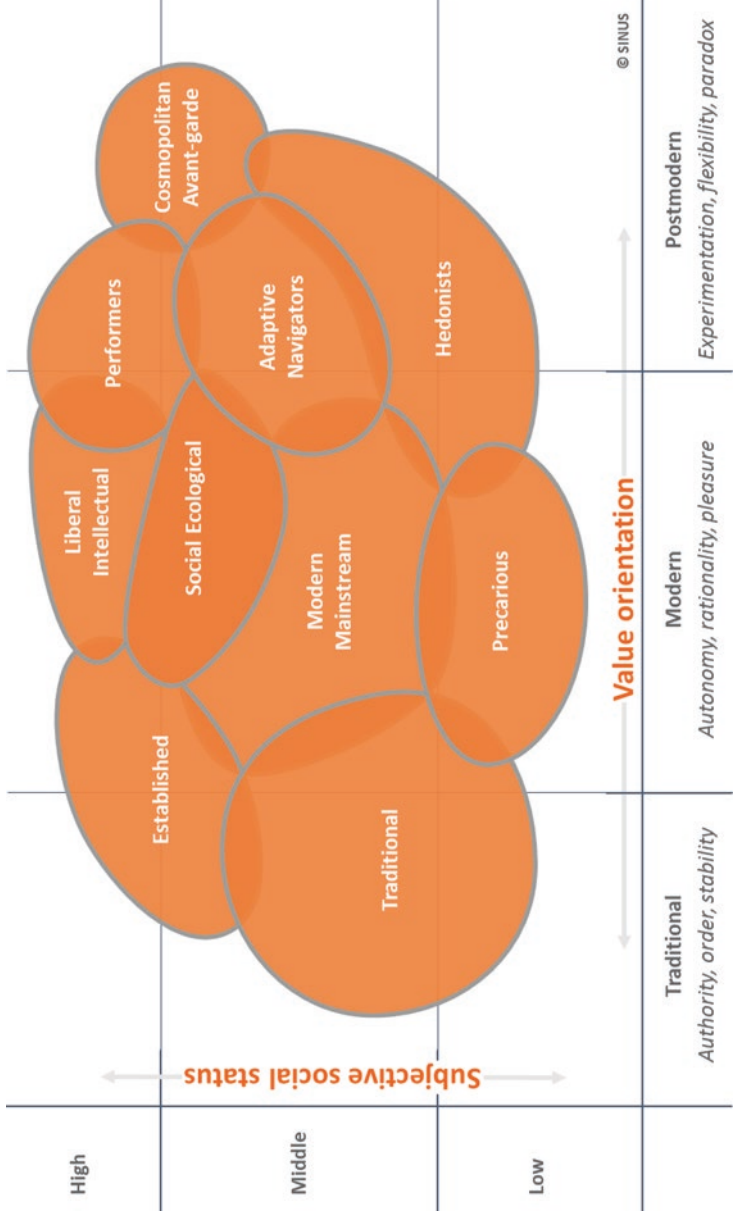 High
Middle
Low
Subjective social status
Established
Liberal
Intellectual
Performers
Cosmopolitan
Avant-garde
Social Ecological
Adaptive
Navigators
Modern
Mainstream
Traditional
Hedonists
Precarious
© SINUS
Value orientation
Traditional
Authority, order, stability
Modern
Autonomy, rationality, pleasure
Postmodern
Experimentation, flexibility, paradox